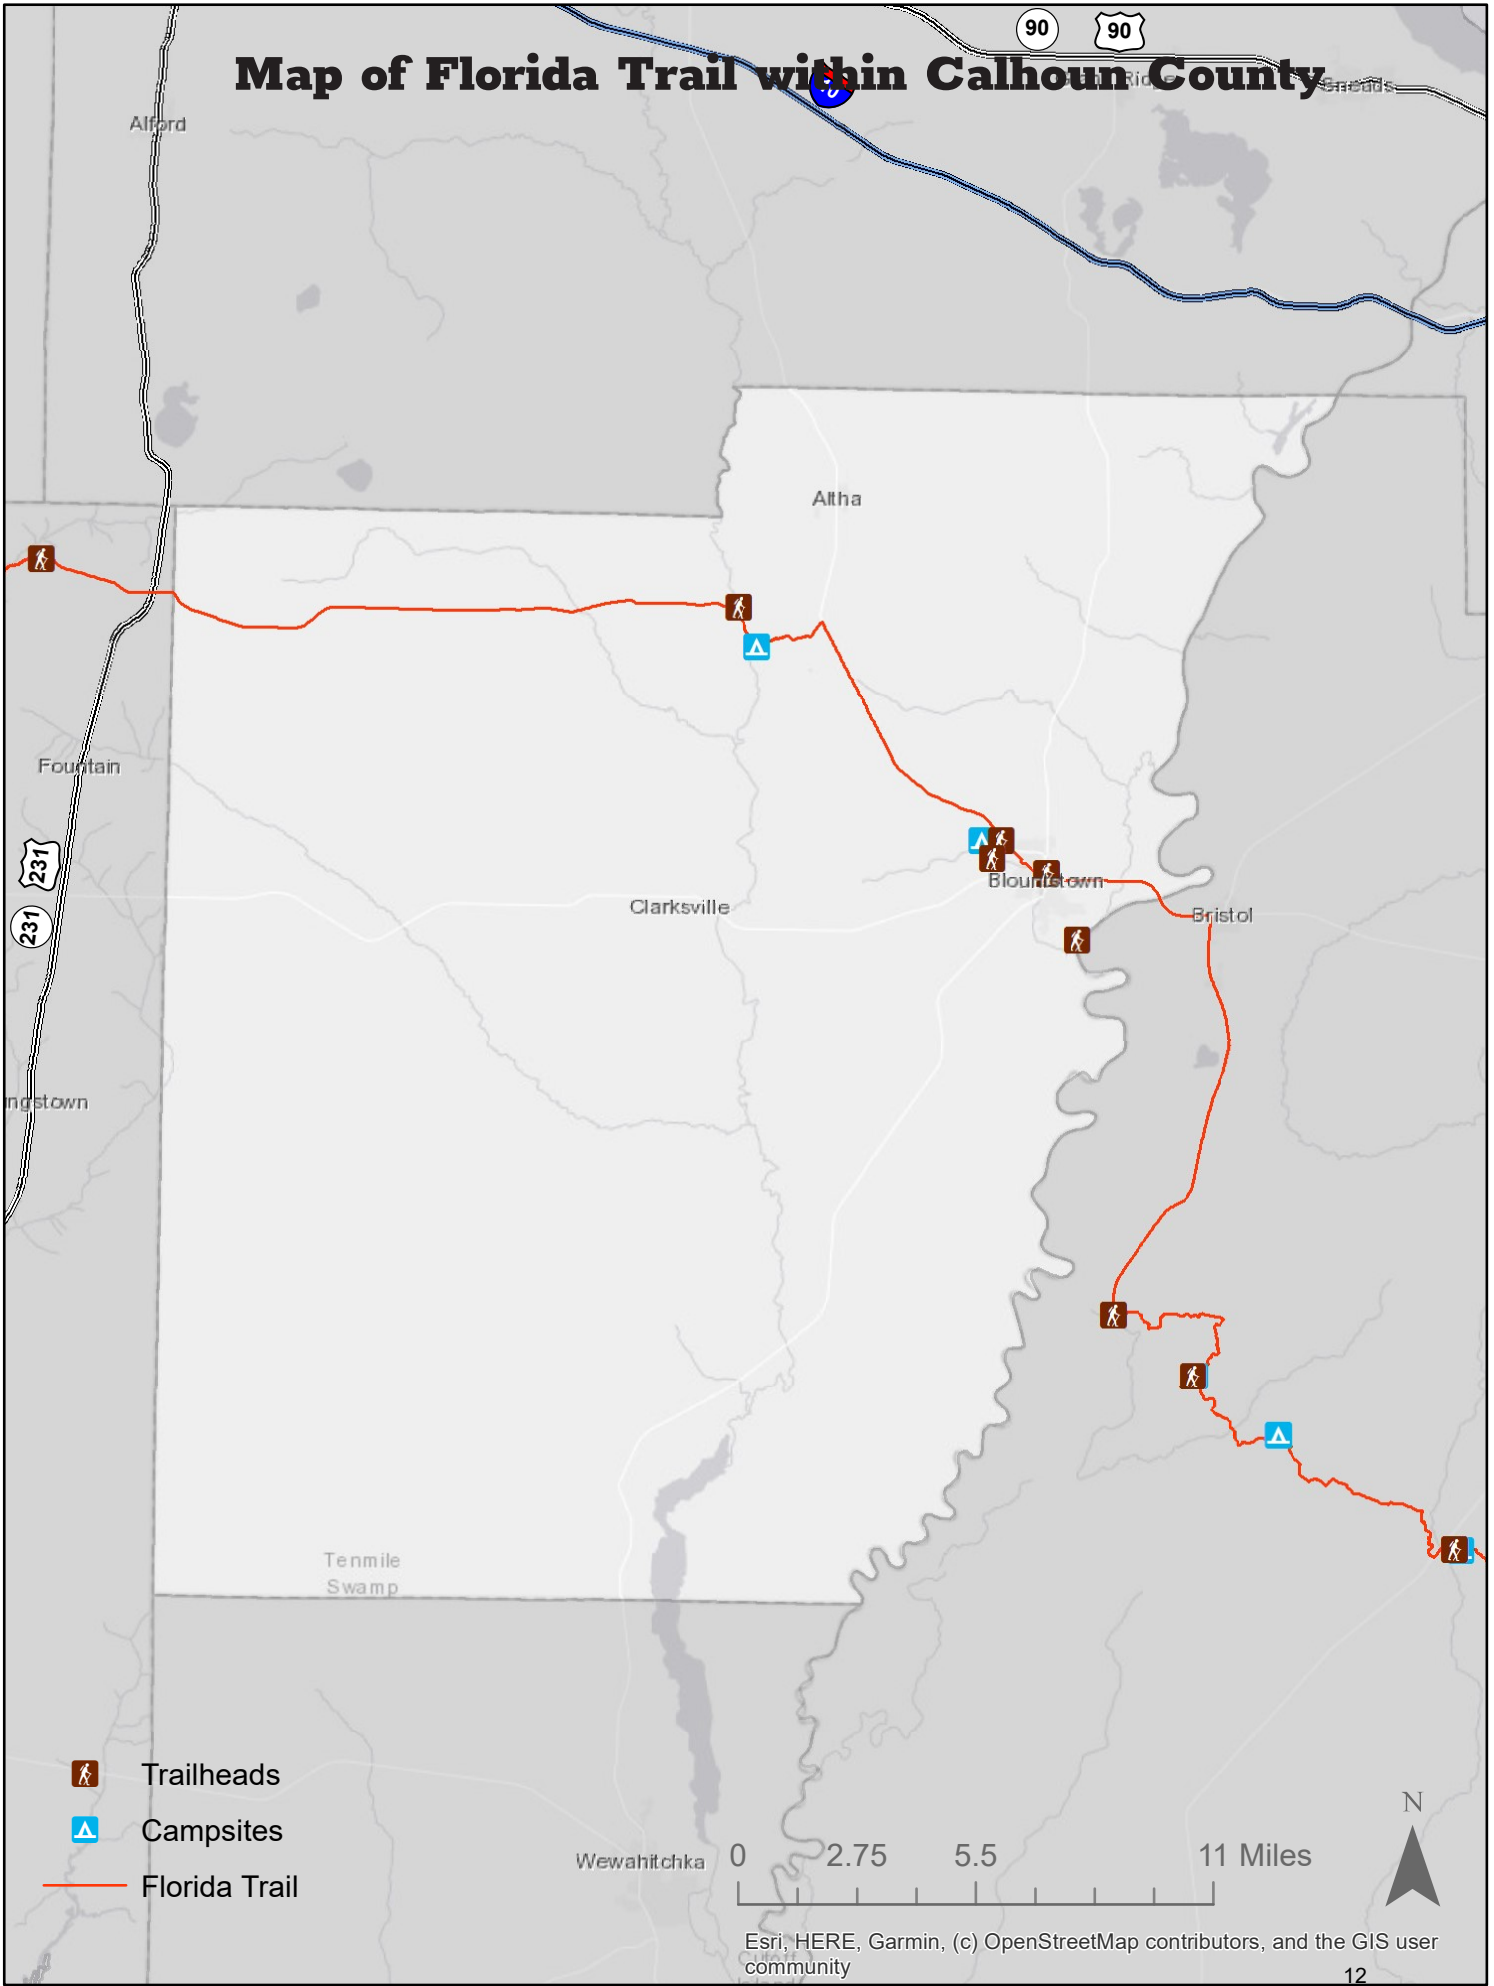 90
90
Map of Florida Trail within Calhoun County
Sneads
Alford
Altha
Fountain
231
Blountstown
Clarksville
Bristol
231
ngstown
Tenmile
Swamp
Trailheads
Campsites
Florida Trail
N
Wewahitchka
0 2.75 5.5 11 Miles
Esri, HERE, Garmin, (c) OpenStreetMap contributors, and the GIS user
community
Cutoff
12